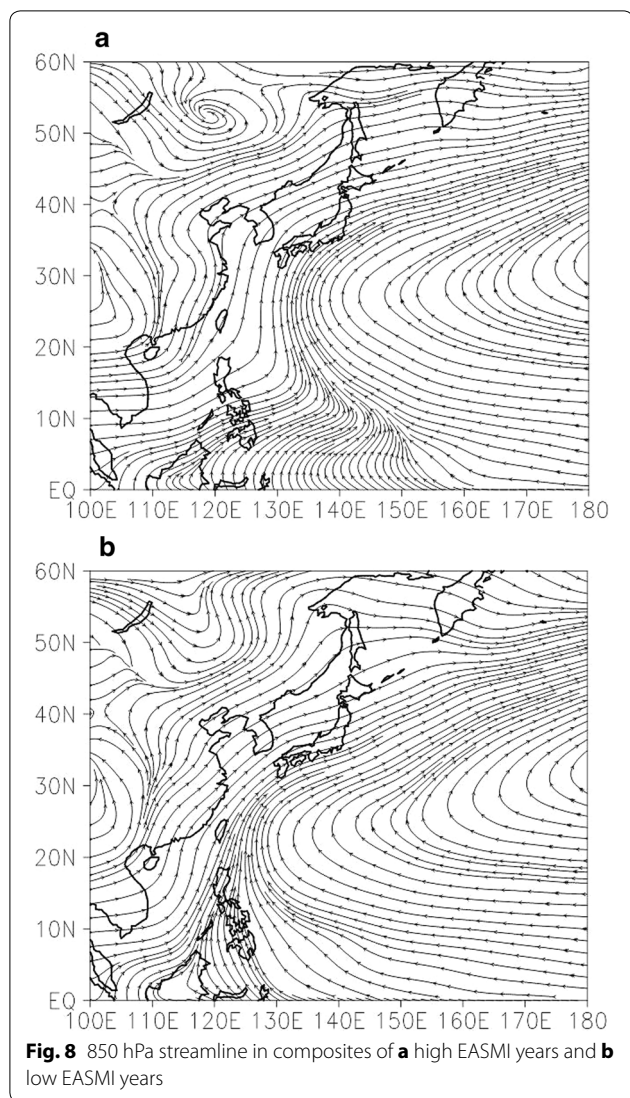 a
60N
50N
40N
30N
20N
10N
EQ
100E 110E 120E 130E 140E 150E 160E 170E 180
b
60N
50N
40N
30N
20N
10N
EQ
100E 110E 120E 130E 140E 150E 160E 170E 180
Fig. 8 850 hPa streamline in composites of a high EASMI years and b
low EASMI years